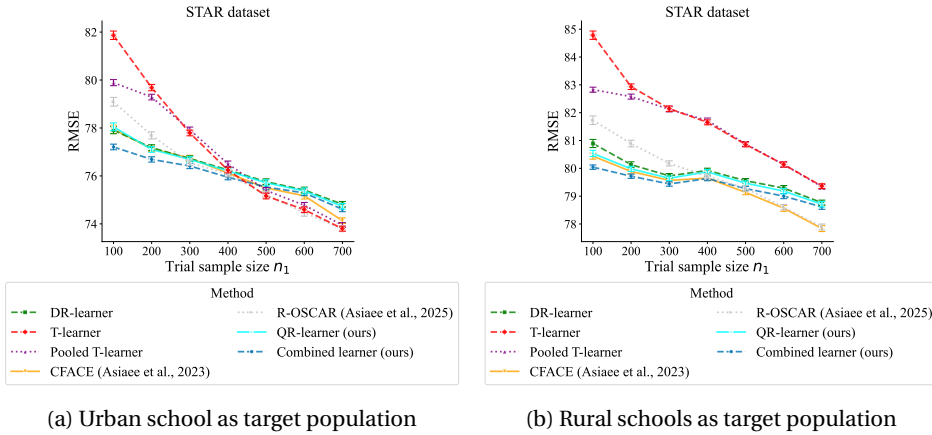 STAR dataset
82
80
78
76
74
RMSE
100 200 300 400 500 600 700
Trial sample size n₁
Method
DR-learner
T-learner
Pooled T-learner
CFACE (Asiaee et al., 2023)
R-OSCAR (Asiaee et al., 2025)
QR-learner (ours)
Combined learner (ours)
(a) Urban school as target population
STAR dataset
85
84
83
82
81
80
79
78
RMSE
100 200 300 400 500 600 700
Trial sample size n₁
Method
DR-learner
T-learner
Pooled T-learner
CFACE (Asiaee et al., 2023)
R-OSCAR (Asiaee et al., 2025)
QR-learner (ours)
Combined learner (ours)
(b) Rural schools as target population